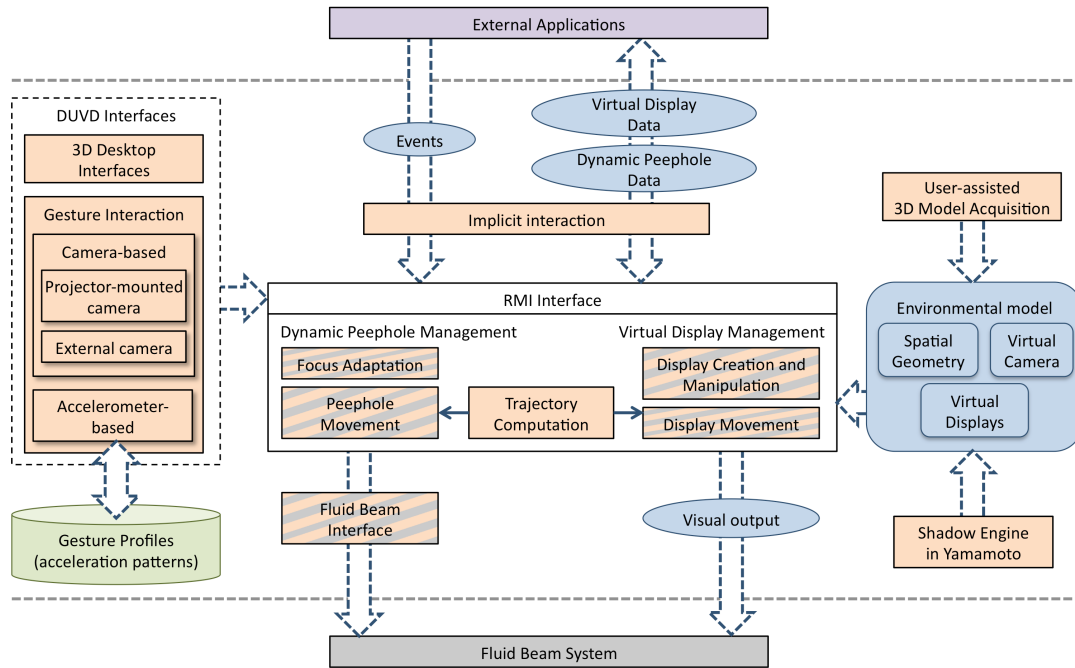 External Applications
DUVD Interfaces
3D Desktop
Interfaces
Gesture Interaction
Camera-based
Projector-mounted
camera
External camera
Accelerometer-
based
Gesture Profiles
(acceleration patterns)
Events
Virtual Display
Data
Dynamic Peephole
Data
Implicit interaction
RMI Interface
Dynamic Peephole Management
Focus Adaptation
Peephole
Movement
Trajectory
Computation
Virtual Display Management
Display Creation and
Manipulation
Display Movement
User-assisted
3D Model Acquisition
Environmental model
Spatial
Geometry
Virtual
Camera
Virtual
Displays
Shadow Engine
in Yamamoto
Fluid Beam
Interface
Visual output
Fluid Beam System